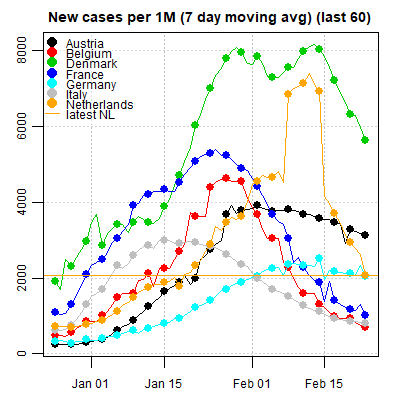 New cases per 1M (7 day moving avg) (last 60)
Austria
Belgium
Denmark
France
Germany
Italy
Netherlands
latest NL
8000
6000
4000
2000
0
Jan 01 Jan 15 Feb 01 Feb 15